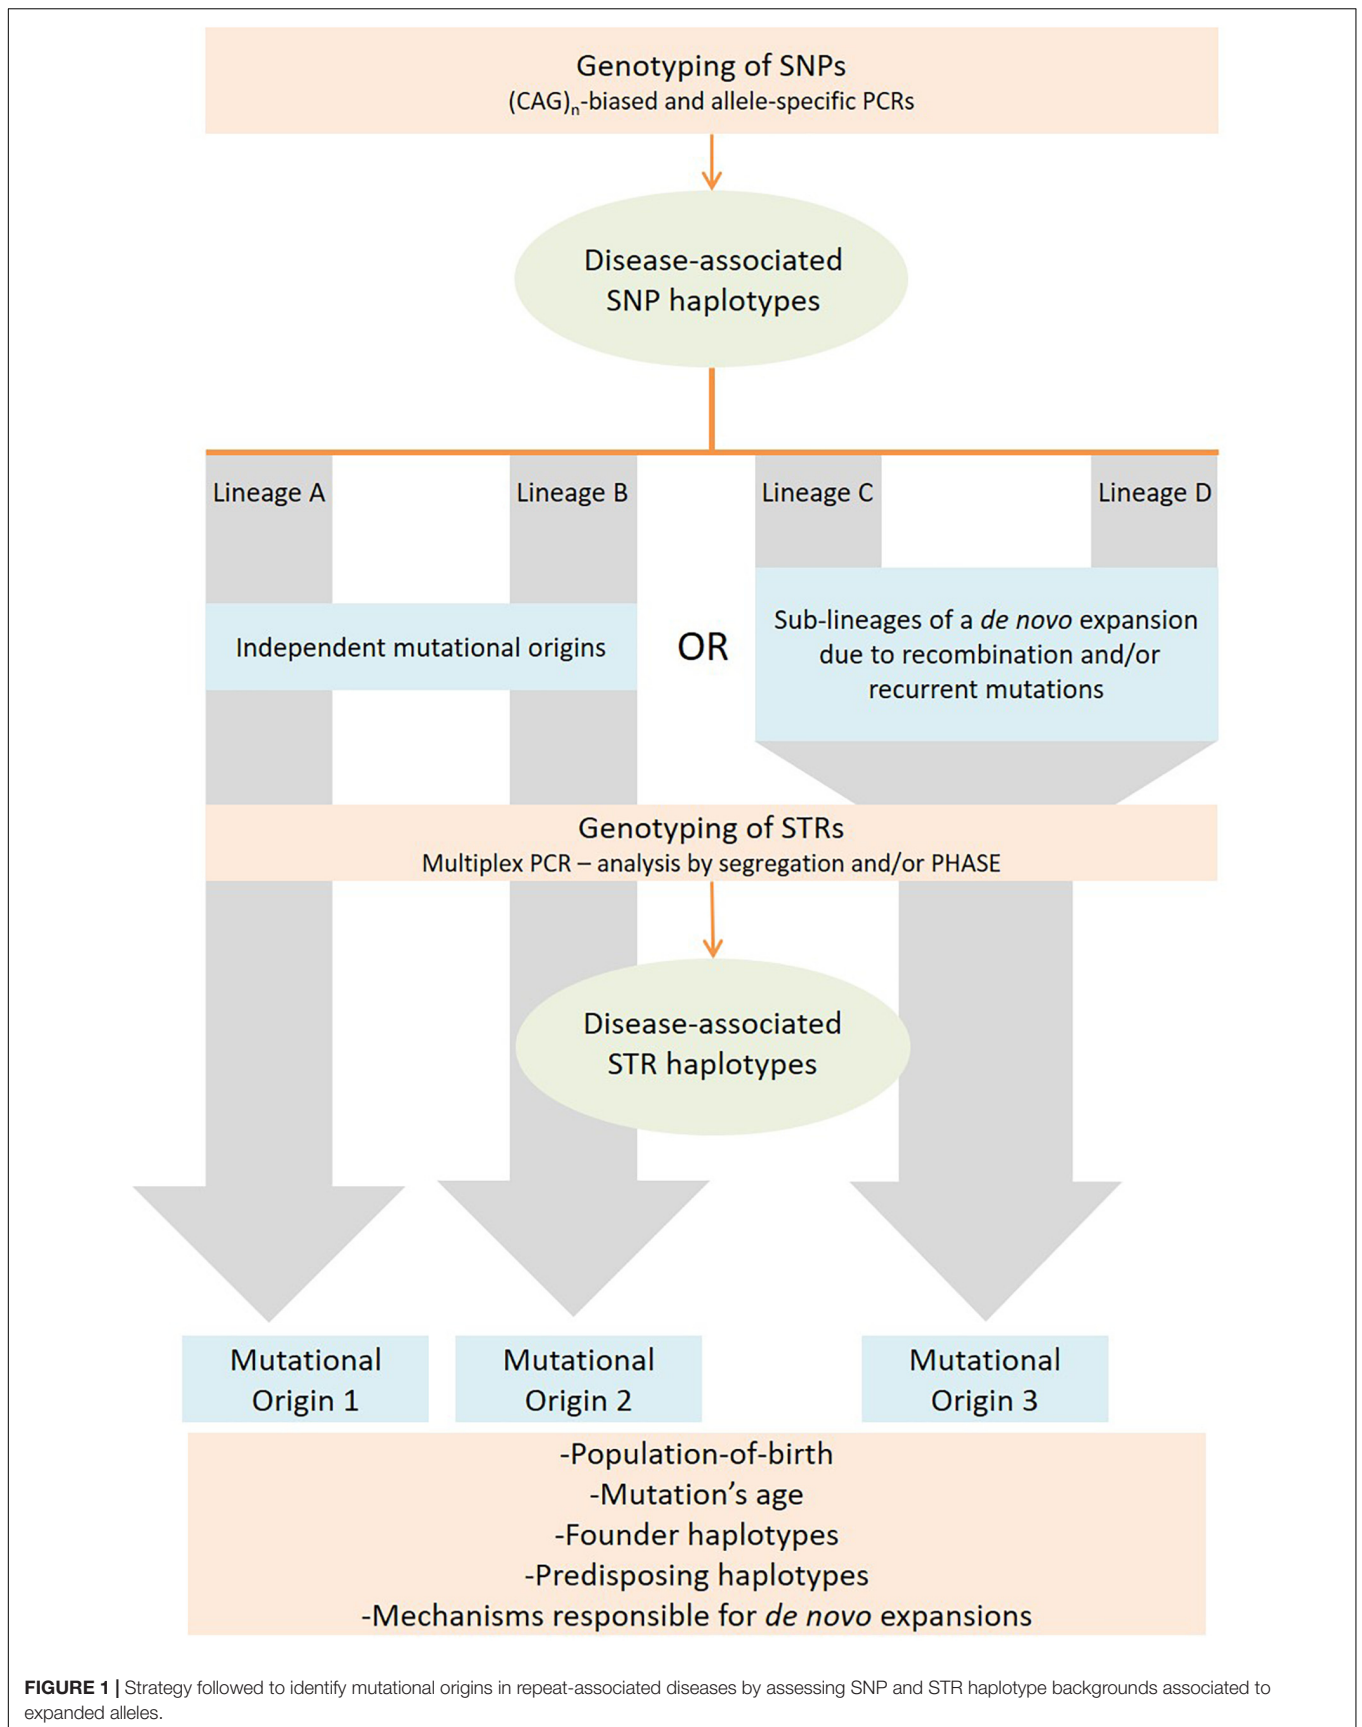 Genotyping of SNPs
(CAG)n-biased and allele-specific PCRs
Disease-associated
SNP haplotypes
Lineage A
Lineage B
Lineage C
Lineage D
Independent mutational origins
OR
Sub-lineages of a de novo expansion
due to recombination and/or
recurrent mutations
Genotyping of STRs
Multiplex PCR – analysis by segregation and/or PHASE
Disease-associated
STR haplotypes
Mutational
Origin 1
Mutational
Origin 2
Mutational
Origin 3
-Population-of-birth
-Mutation’s age
-Founder haplotypes
-Predisposing haplotypes
-Mechanisms responsible for de novo expansions
FIGURE 1 | Strategy followed to identify mutational origins in repeat-associated diseases by assessing SNP and STR haplotype backgrounds associated to
expanded alleles.